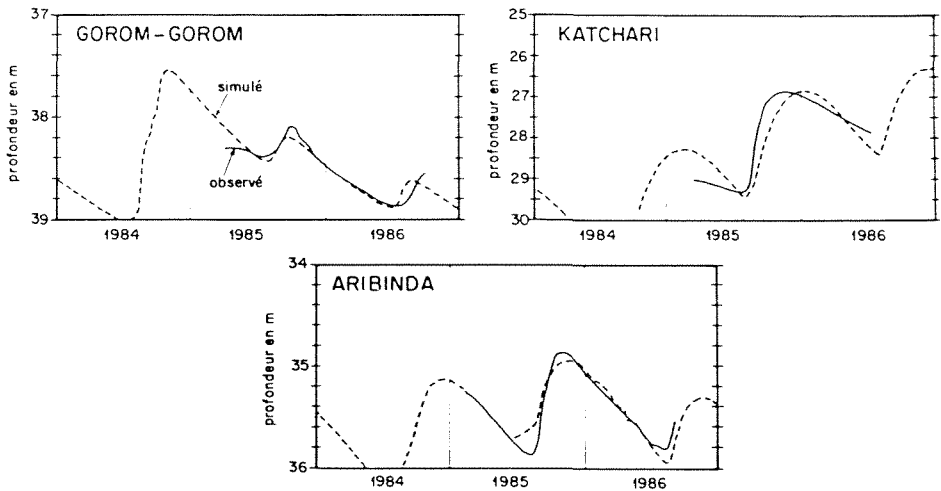 37
GOROM-GOROM
profondeur en m
simulé
38
observé
39
1984
1985
1986
25
KATCHARI
26
profondeur en m
27
28
29
30
1984
1985
1986
34
ARIBINDA
profondeur en m
35
36
1984
1985
1986